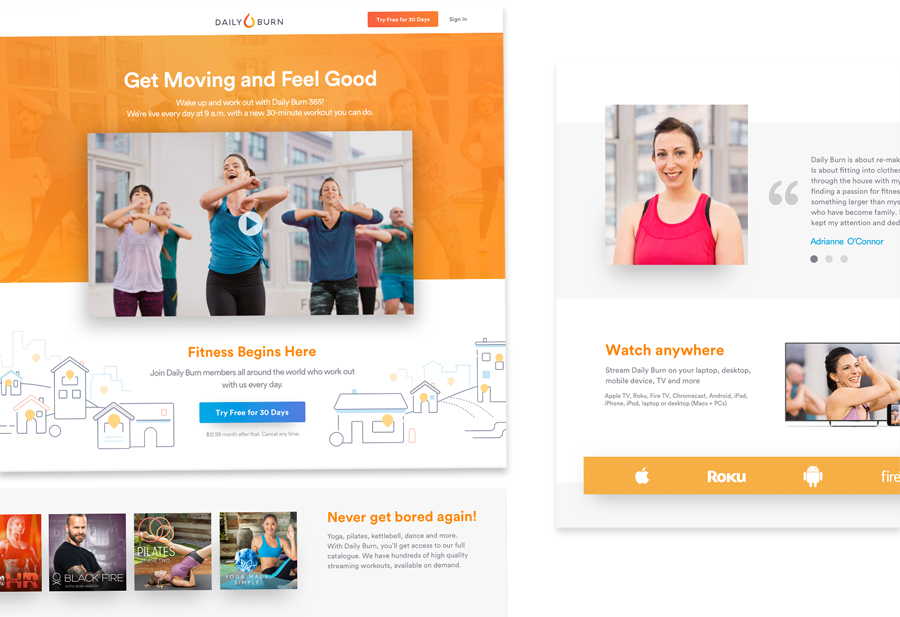 DAILY BURN
Try Free for 30 Days
Sign In
Get Moving and Feel Good
Wake up and work out with Daily Burn 365!
We're live every day at 9 a.m. with a new 30-minute workout you can do.
Fitness Begins Here
Join Daily Burn members all around the world who work out
with us every day.
Try Free for 30 Days
$12.99 month after that. Cancel any time.
BLACK FIRE
WITH BOB HARPER
PILATES
phase two
YOGA MADE
SIMPLE
Never get bored again!
Yoga, pilates, kettlebell, dance and more.
With Daily Burn, you'll get access to our full
catalogue. We have hundreds of high quality
streaming workouts, available on demand.
“
Daily Burn is about re-mak
Is about fitting into clothes
through the house with my
finding a passion for fitnes
something larger than mys
who have become family. I
kept my attention and ded
Adrianne O'Connor
Watch anywhere
Stream Daily Burn on your laptop, desktop,
mobile device, TV and more
Apple TV, Roku, Fire TV, Chromecast, Android, iPad,
iPhone, iPod, laptop or desktop (Macs + PCs)
Roku
fire